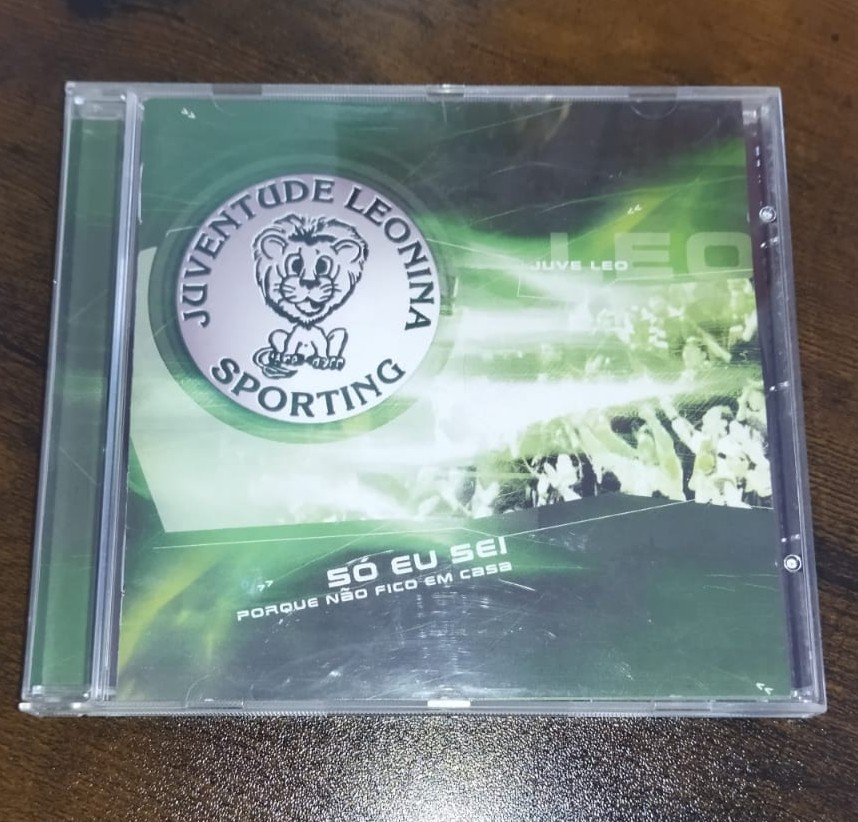 JUVENTUDE LEONINA
SPORTING
LEO
JUVE LEO
SÓ EU SEI
PORQUE NÃO FICO EM CASA